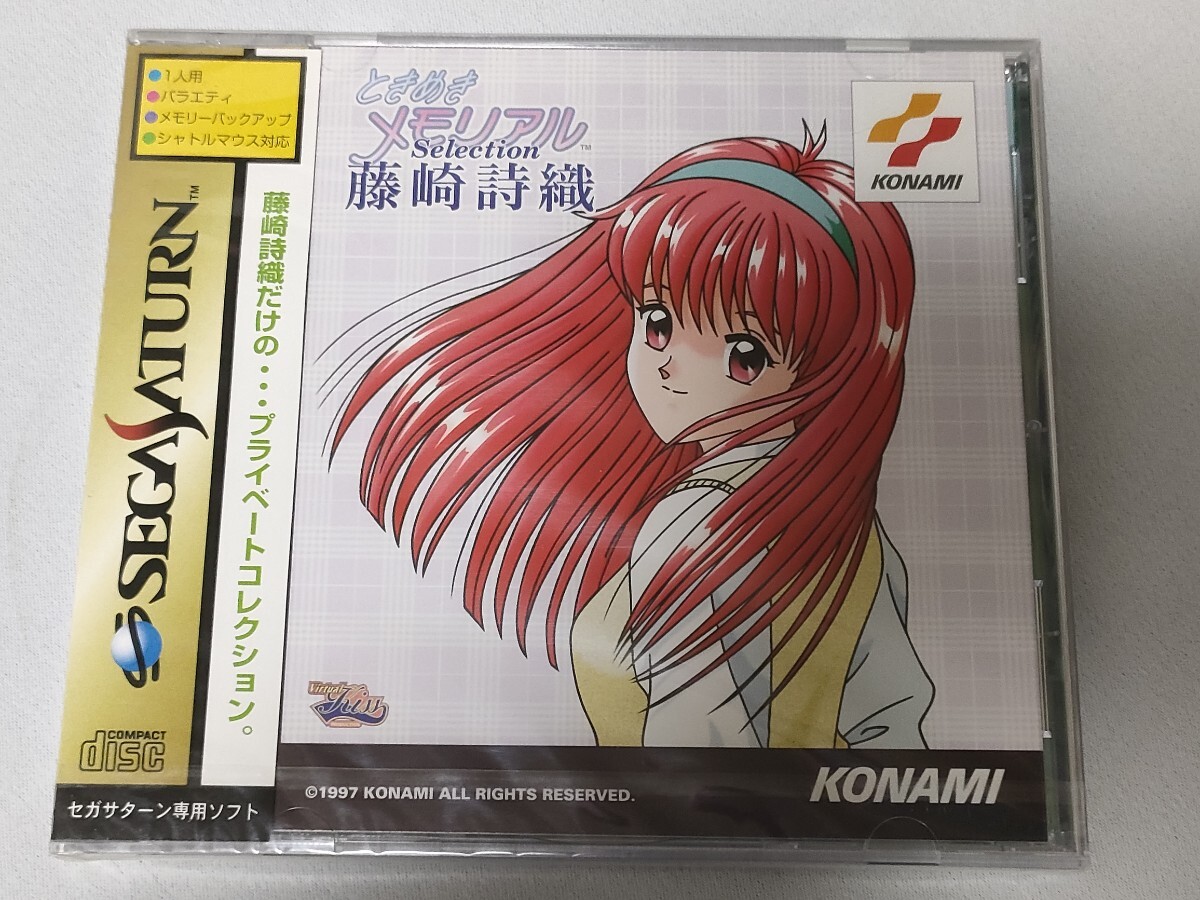 1人用
バラエティ
メモリーバックアップ
シャトルマウス対応
SEGA SATURN™
COMPACT
disc
セガサターン専用ソフト
藤崎詩織だけの・・・プライベートコレクション。
ときめき
メモリアル™
Selection
藤崎詩織
KONAMI
Virtual
Kiss
©1997 KONAMI ALL RIGHTS RESERVED.
KONAMI